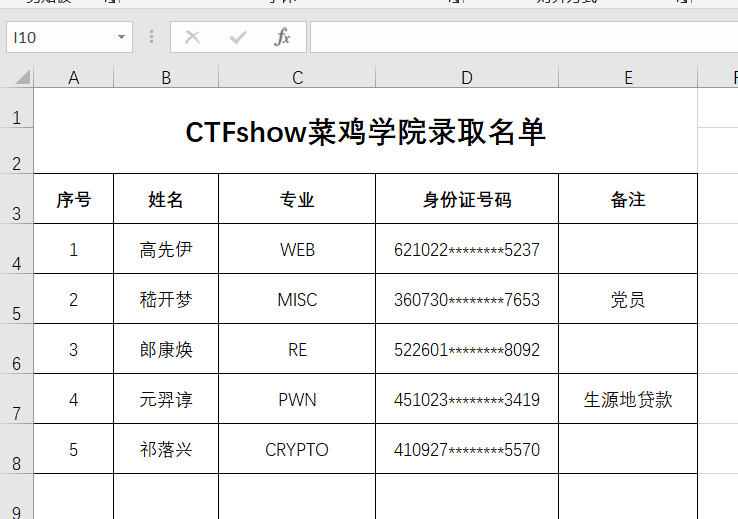 I10
fx
A B C D E
1
CTFshow菜鸡学院录取名单
2
3 序号 姓名 专业 身份证号码 备注
4 1 高先伊 WEB 621022********5237
5 2 嵇开梦 MISC 360730********7653 党员
6 3 郎康焕 RE 522601********8092
7 4 元羿谆 PWN 451023********3419 生源地贷款
8 5 祁落兴 CRYPTO 410927********5570
9